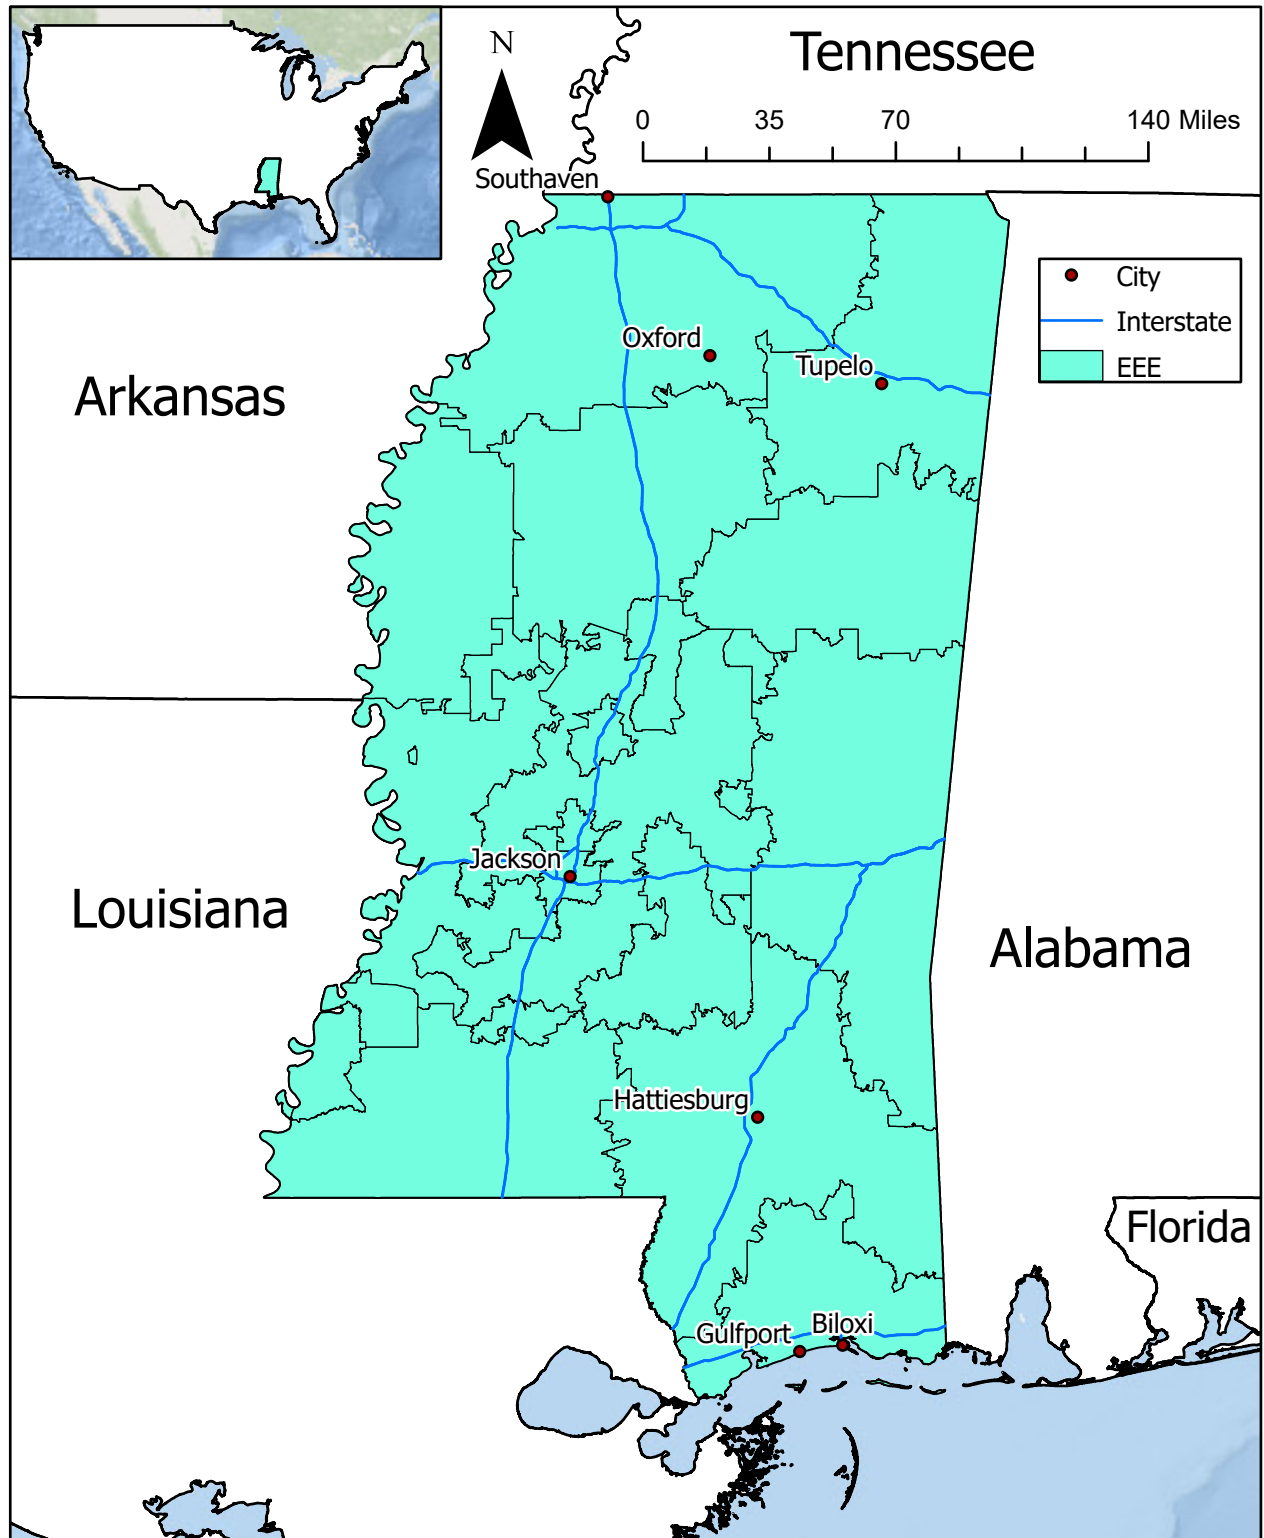 Tennessee
N
0 35 70 140 Miles
Southaven
City
Interstate
EEE
Oxford
Tupelo
Arkansas
Jackson
Louisiana
Alabama
Hattiesburg
Florida
Gulfport
Biloxi